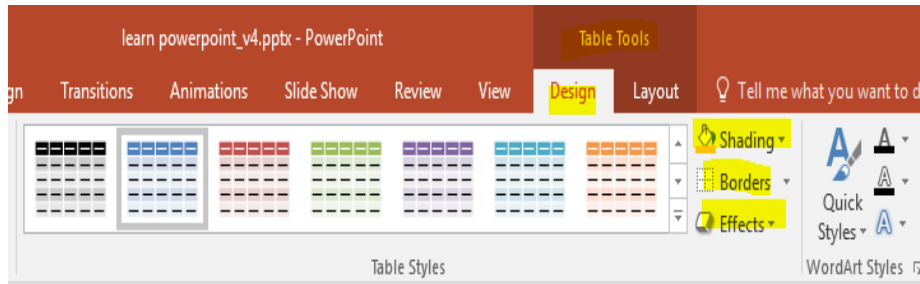 learn powerpoint_v4.pptx - PowerPoint
Table Tools
gn Transitions Animations Slide Show Review View Design Layout Tell me what you want to d
Shading
Borders
Effects
Quick
Styles
A
A
A
A
Table Styles
WordArt Styles